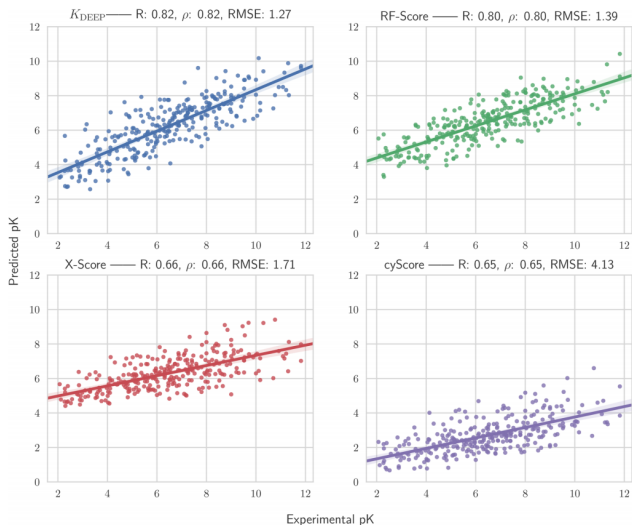 K_DEEP —— R: 0.82, ρ: 0.82, RMSE: 1.27
RF-Score —— R: 0.80, ρ: 0.80, RMSE: 1.39
12
10
8
6
4
2
0
2 4 6 8 10 12
12
10
8
6
4
2
0
2 4 6 8 10 12
Predicted pK
X-Score —— R: 0.66, ρ: 0.66, RMSE: 1.71
cyScore —— R: 0.65, ρ: 0.65, RMSE: 4.13
12
10
8
6
4
2
0
2 4 6 8 10 12
12
10
8
6
4
2
0
2 4 6 8 10 12
Experimental pK